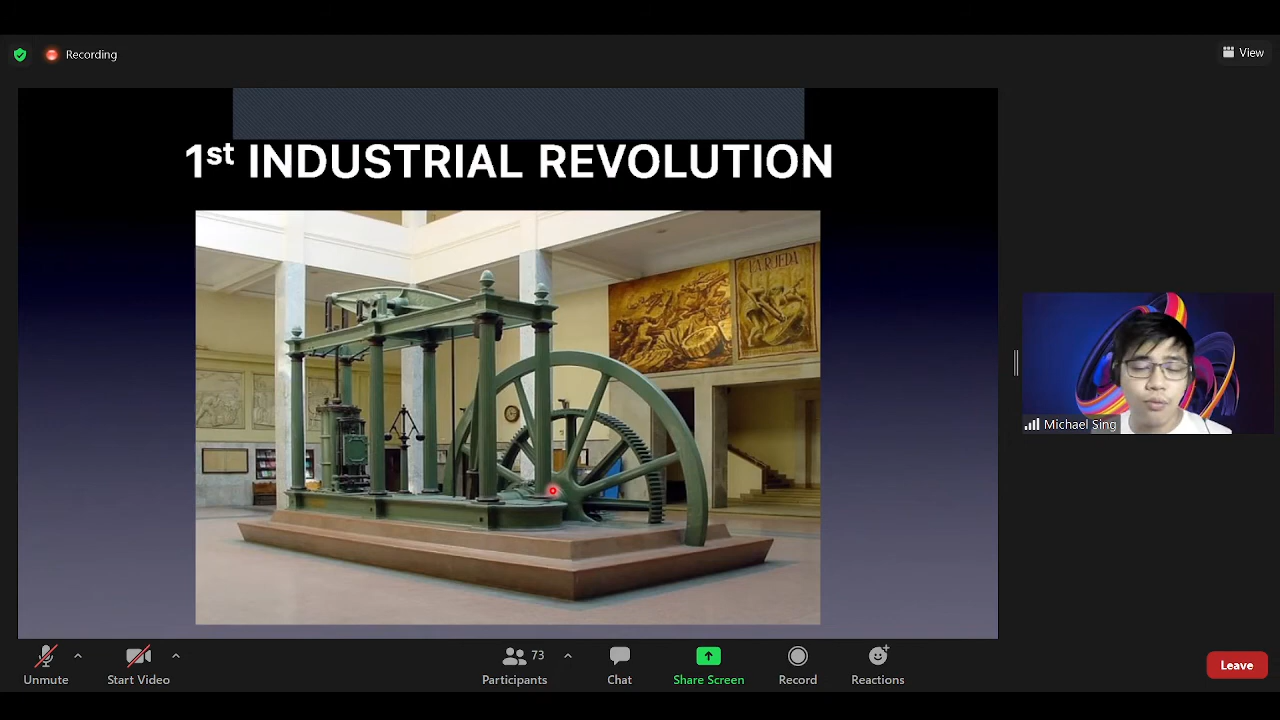 Recording
View
1st INDUSTRIAL REVOLUTION
LA RUEDA
Michael Sing
Unmute
Start Video
73
Participants
Chat
Share Screen
Record
Reactions
Leave